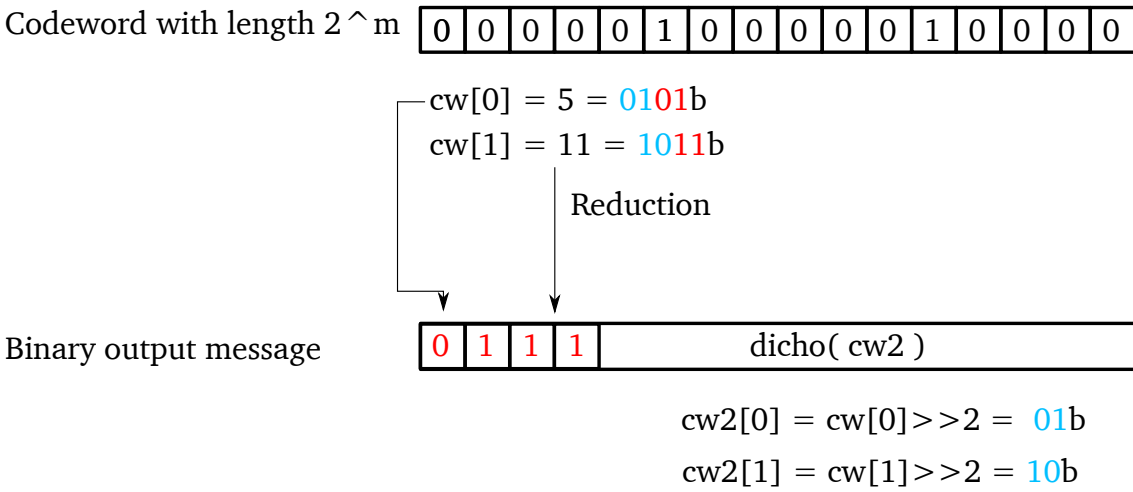 Codeword with length 2^m 0 0 0 0 0 1 0 0 0 0 0 1 0 0 0 0
cw[0] = 5 = 0101b
cw[1] = 11 = 1011b
Reduction
Binary output message 0 1 1 1 dicho( cw2 )
cw2[0] = cw[0]>>2 = 01b
cw2[1] = cw[1]>>2 = 10b